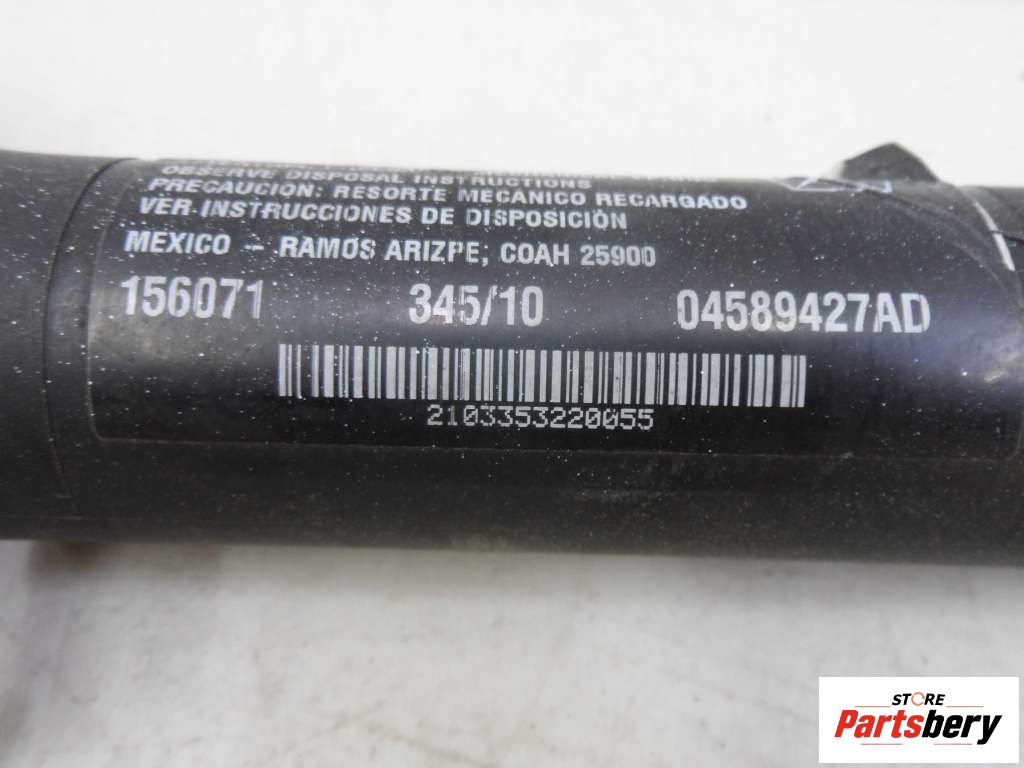 OBSERVE DISPOSAL INSTRUCTIONS
PRECAUCION: RESORTE MECANICO RECARGADO
VER INSTRUCCIONES DE DISPOSICIÓN
MEXICO – RAMOS ARIZPE, COAH 25900
156071 345/10 04589427AD
2103353220055
STORE
Partsbery